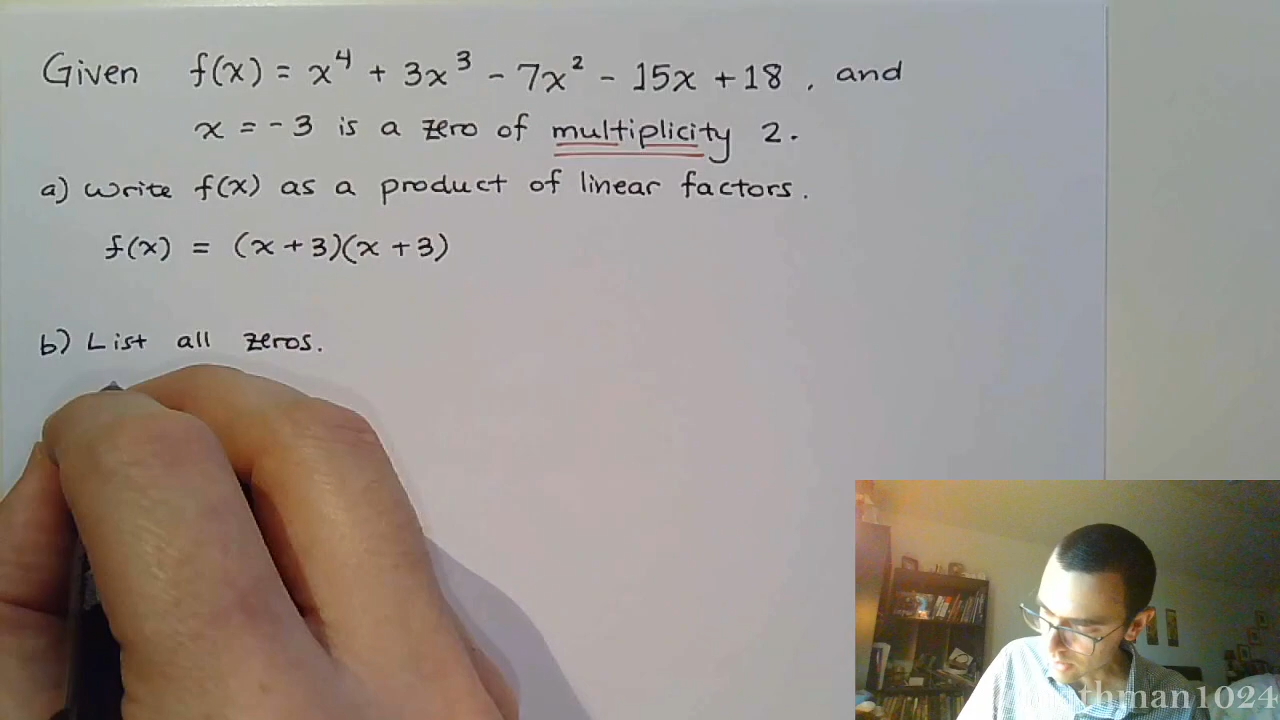 Given f(x) = x⁴ + 3x³ - 7x² - 15x + 18 , and
x = -3 is a zero of multiplicity 2.
a) Write f(x) as a product of linear factors.
f(x) = (x + 3)(x + 3)
b) List all zeros.